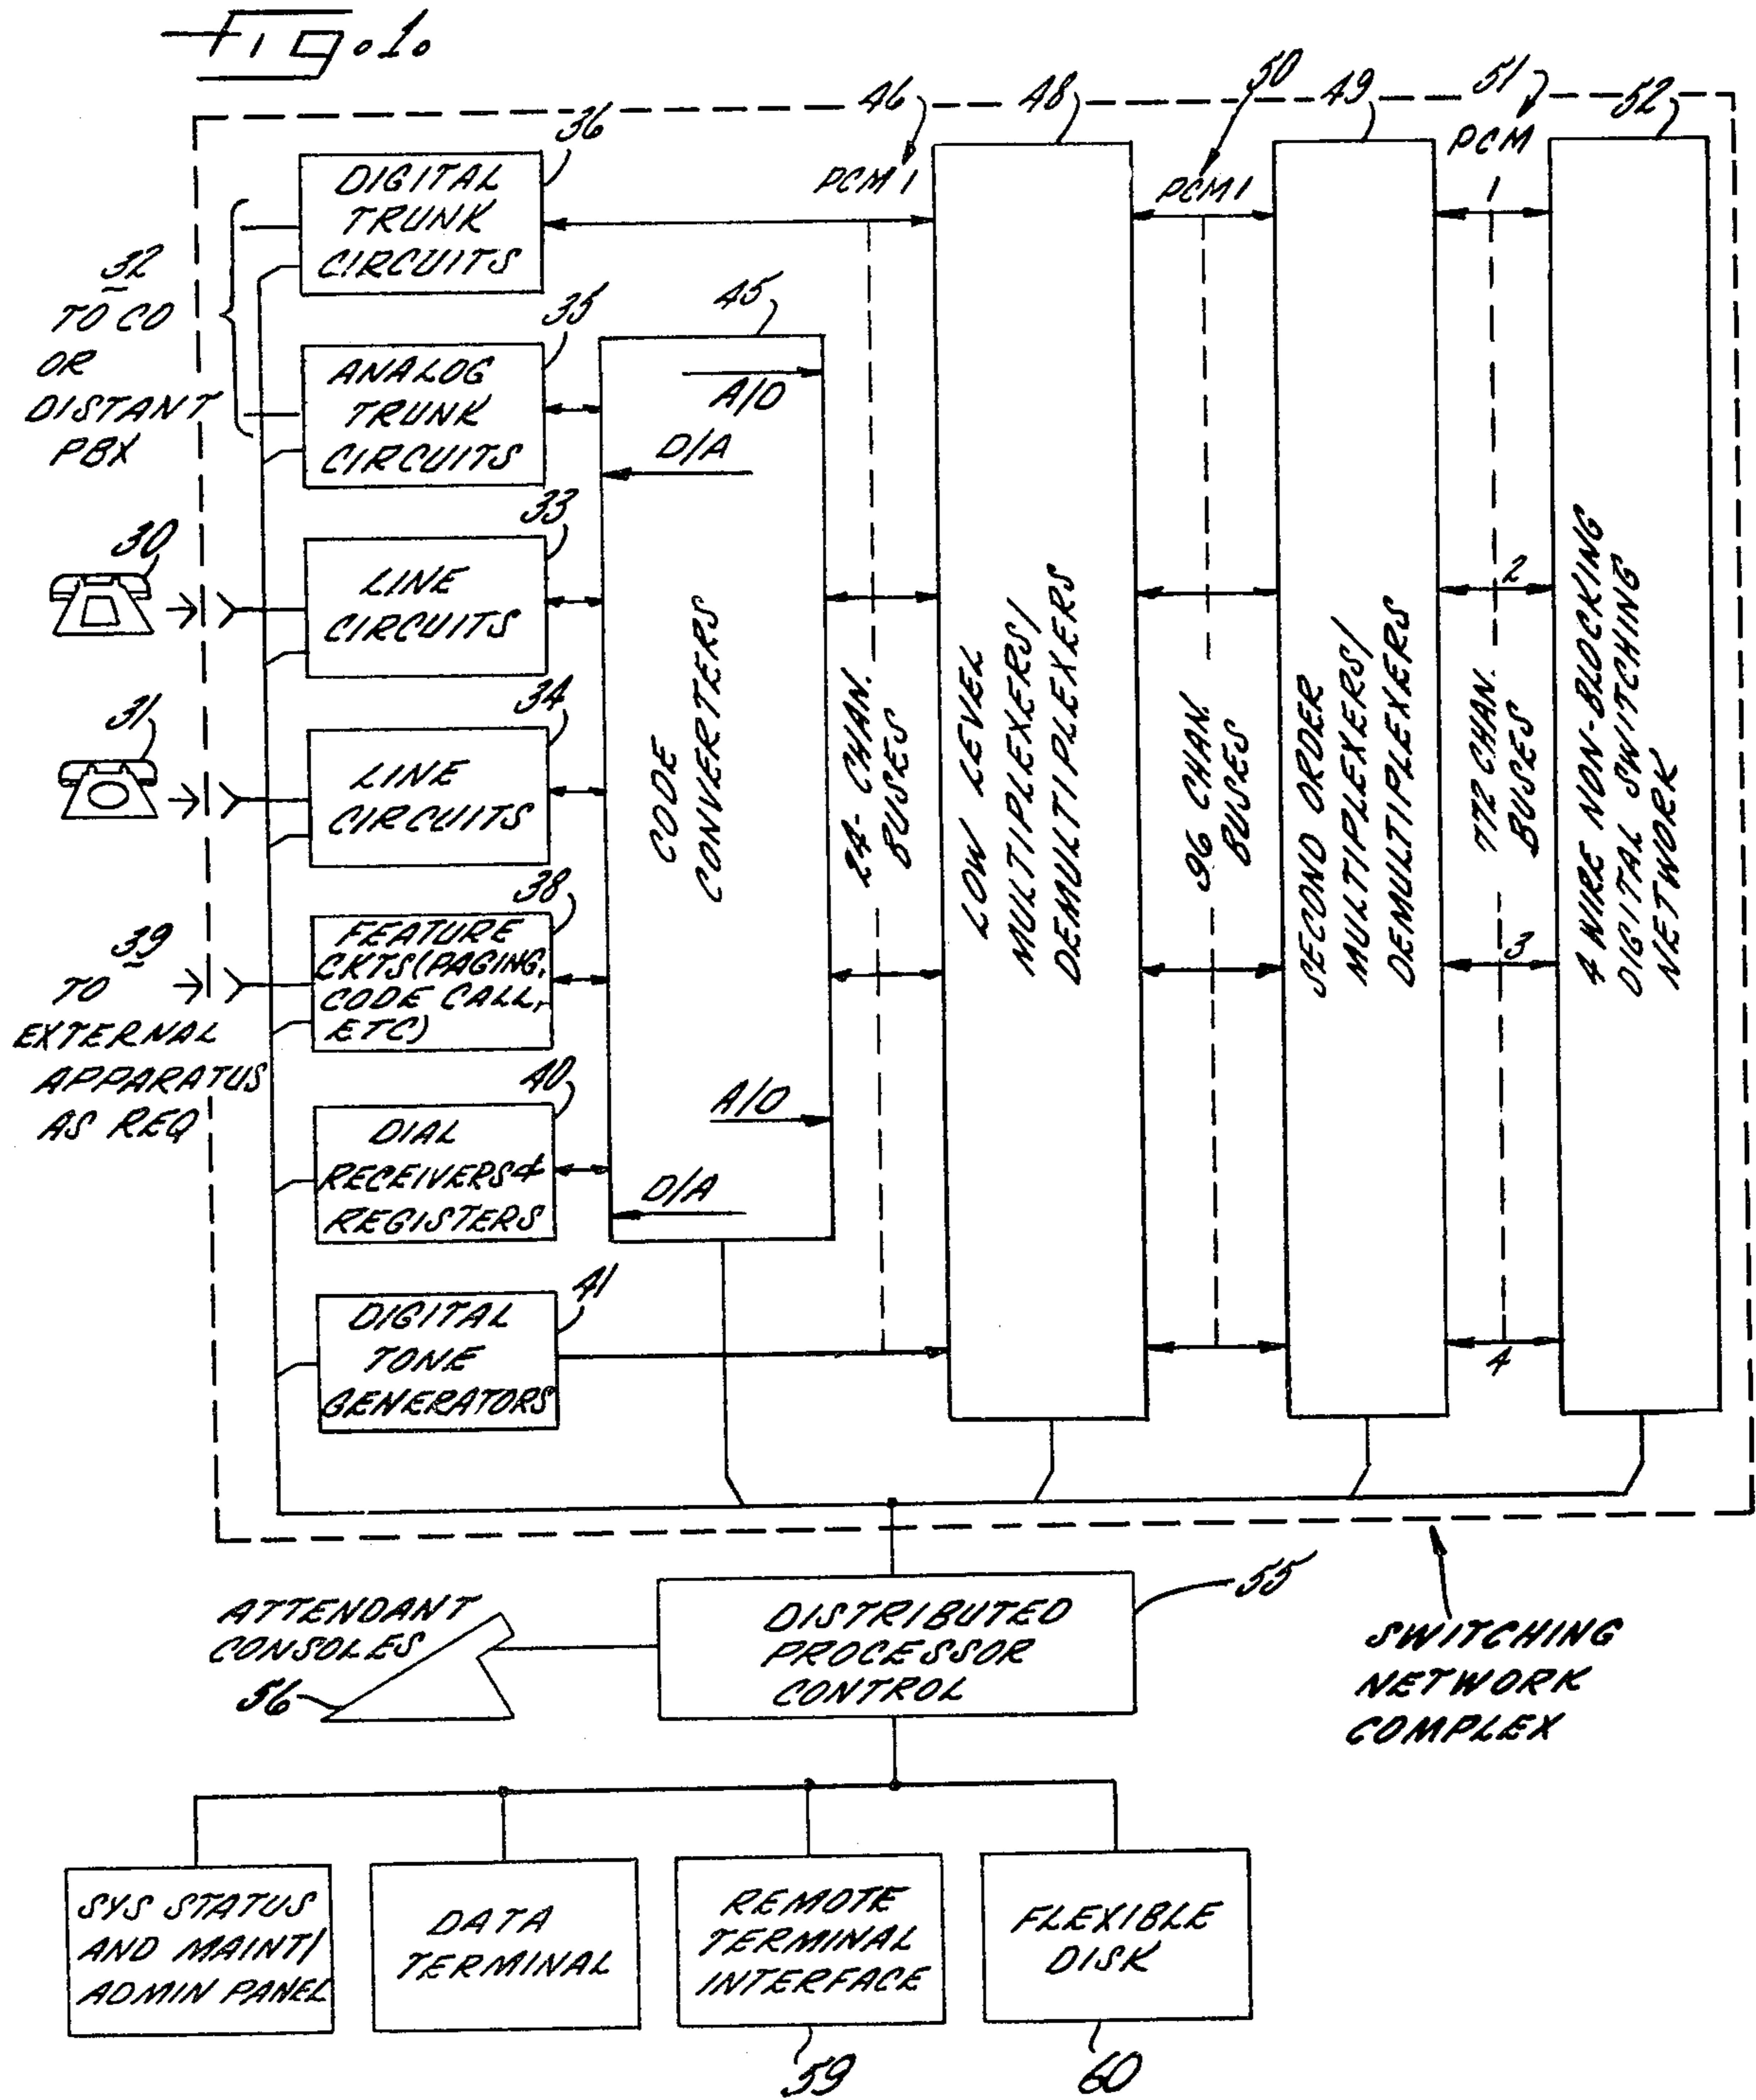 Fig. 1.
46
48
50
49
51
52
36
DIGITAL
TRUNK
CIRCUITS
PCM 1
PCM 1
PCM
1
32
TO CO
OR
DISTANT
PBX
35
ANALOG
TRUNK
CIRCUITS
45
A/D
D/A
30
33
LINE
CIRCUITS
31
34
LINE
CIRCUITS
CODE
CONVERTERS
24-CHAN.
BUSES
LOW LEVEL
MULTIPLEXERS/
DEMULTIPLEXERS
96 CHAN.
BUSES
SECOND ORDER
MULTIPLEXERS/
DEMULTIPLEXERS
2
772 CHAN.
BUSES
3
4
4 WIRE NON-BLOCKING
DIGITAL SWITCHING
NETWORK
39
TO
EXTERNAL
APPARATUS
AS REQ
38
FEATURE
CKTS (PAGING,
CODE CALL,
ETC)
40
DIAL
RECEIVERS &
REGISTERS
A/D
D/A
41
DIGITAL
TONE
GENERATORS
ATTENDANT
CONSOLES
56
DISTRIBUTED
PROCESSOR
CONTROL
55
SWITCHING
NETWORK
COMPLEX
SYS STATUS
AND MAINT/
ADMIN PANEL
DATA
TERMINAL
REMOTE
TERMINAL
INTERFACE
59
FLEXIBLE
DISK
60